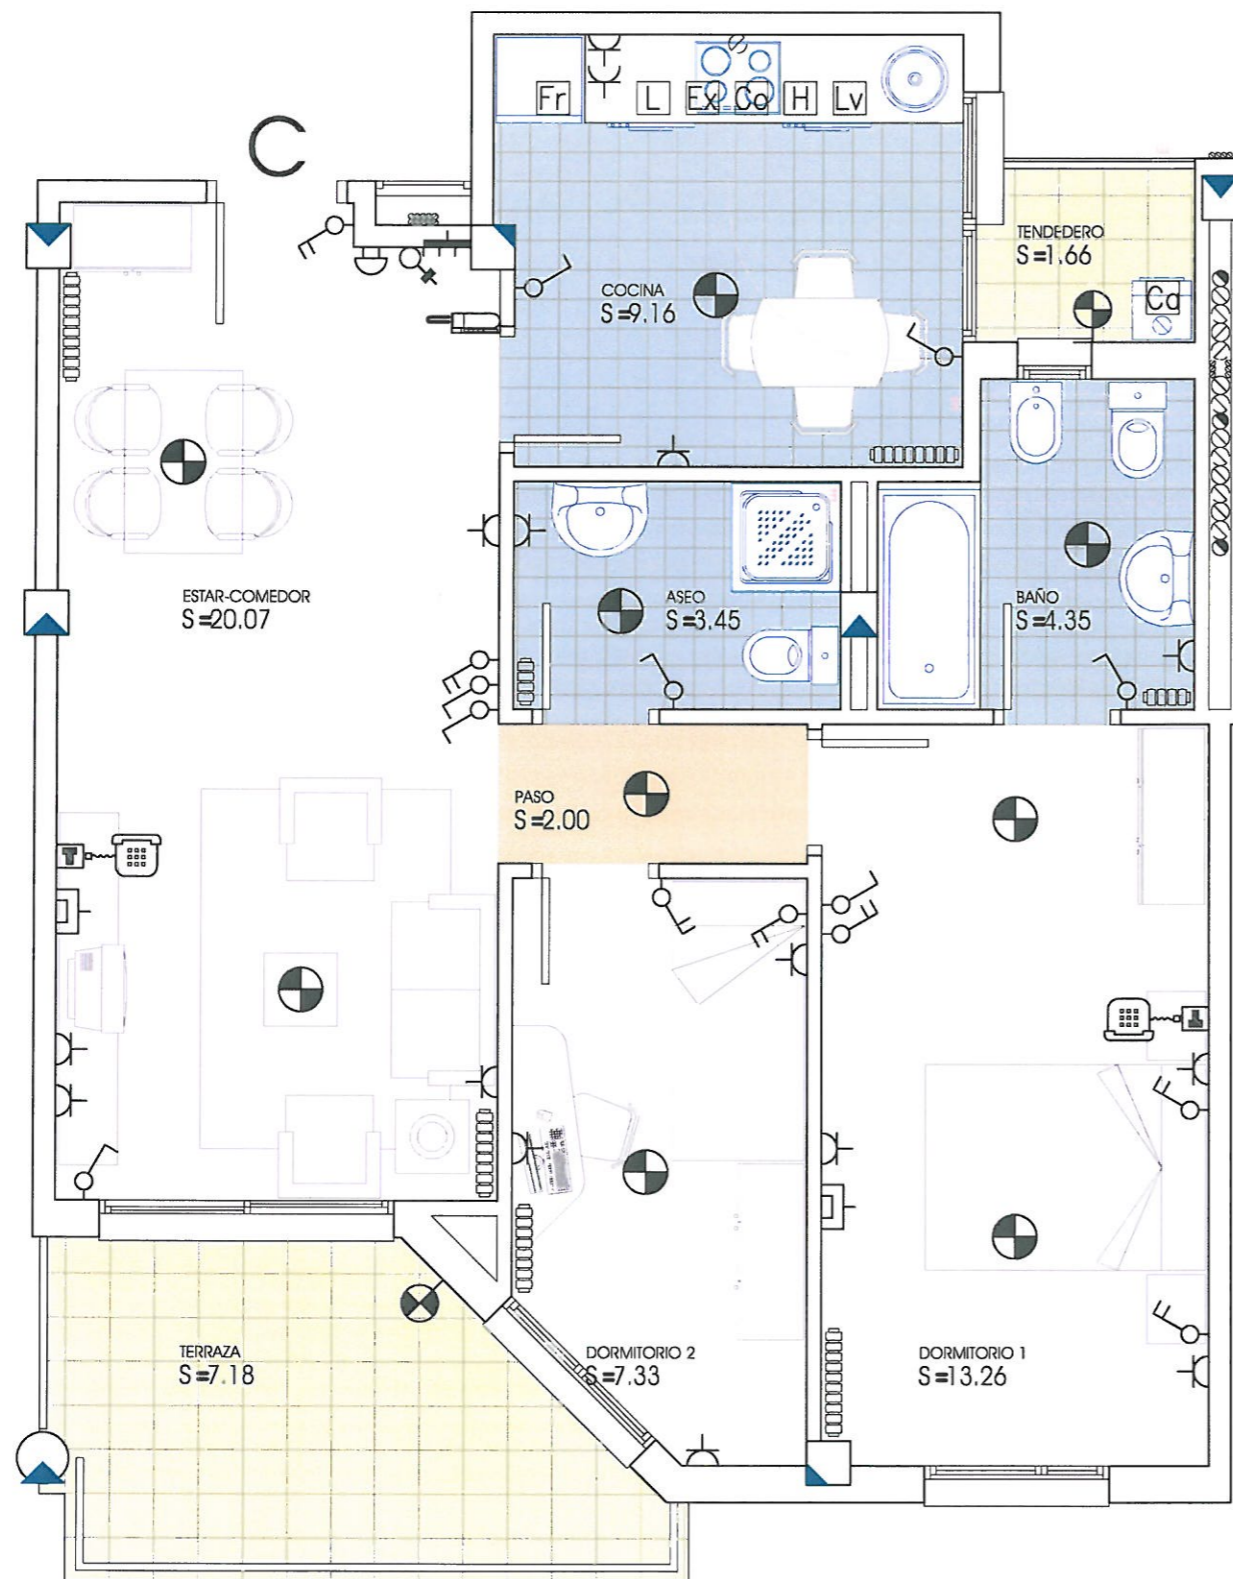 C
Fr
L
Ex
Co
H
Lv
TENDEDERO
S=1.66
Ca
COCINA
S=9.16
ESTAR-COMEDOR
S=20.07
ASEO
S=3.45
BAÑO
S=4.35
PASO
S=2.00
TERRAZA
S=7.18
DORMITORIO 2
S=7.33
DORMITORIO 1
S=13.26